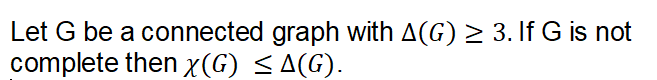 Let G be a connected graph with Δ(G) ≥ 3. If G is not
complete then χ(G) ≤ Δ(G).